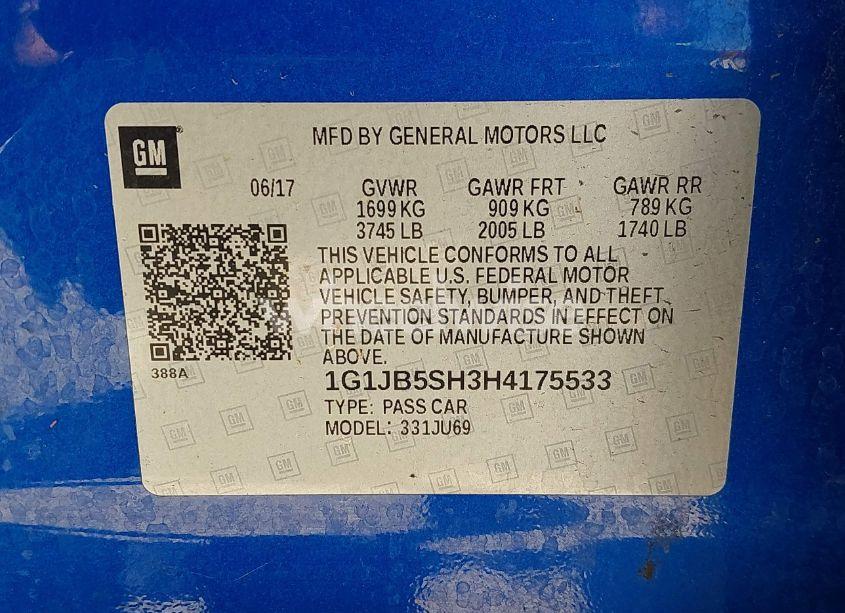 GM
MFD BY GENERAL MOTORS LLC
06/17 GVWR GAWR FRT GAWR RR
1699 KG 909 KG 789 KG
3745 LB 2005 LB 1740 LB
THIS VEHICLE CONFORMS TO ALL
APPLICABLE U.S. FEDERAL MOTOR
VEHICLE SAFETY, BUMPER, AND THEFT
PREVENTION STANDARDS IN EFFECT ON
THE DATE OF MANUFACTURE SHOWN
ABOVE.
388A
1G1JB5SH3H4175533
TYPE: PASS CAR
MODEL: 331JU69